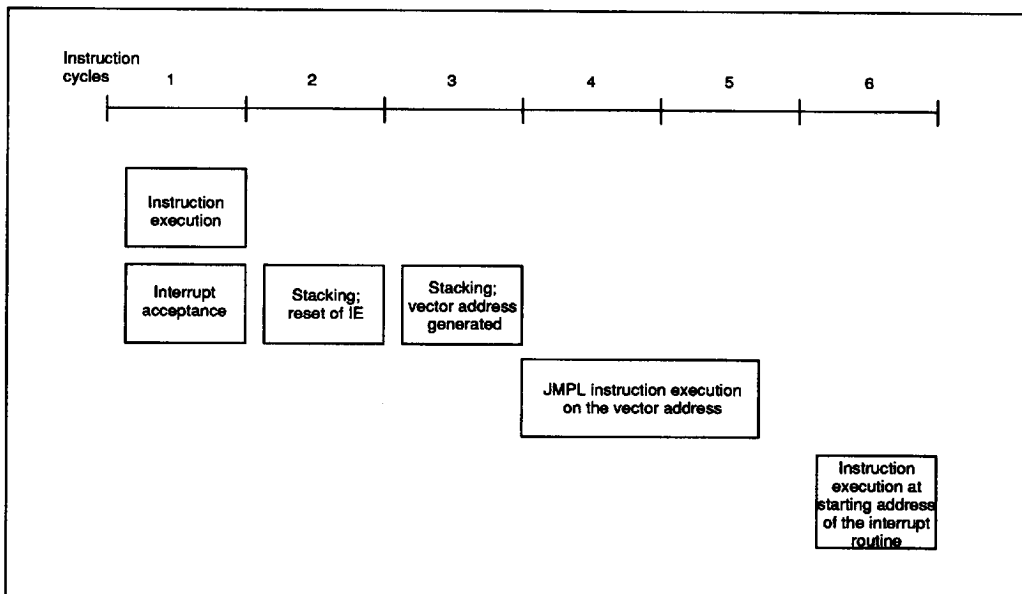 Instruction
cycles
1 2 3 4 5 6
Instruction
execution
Interrupt
acceptance
Stacking;
reset of IE
Stacking;
vector address
generated
JMPL instruction execution
on the vector address
Instruction
execution at
starting address
of the interrupt
routine